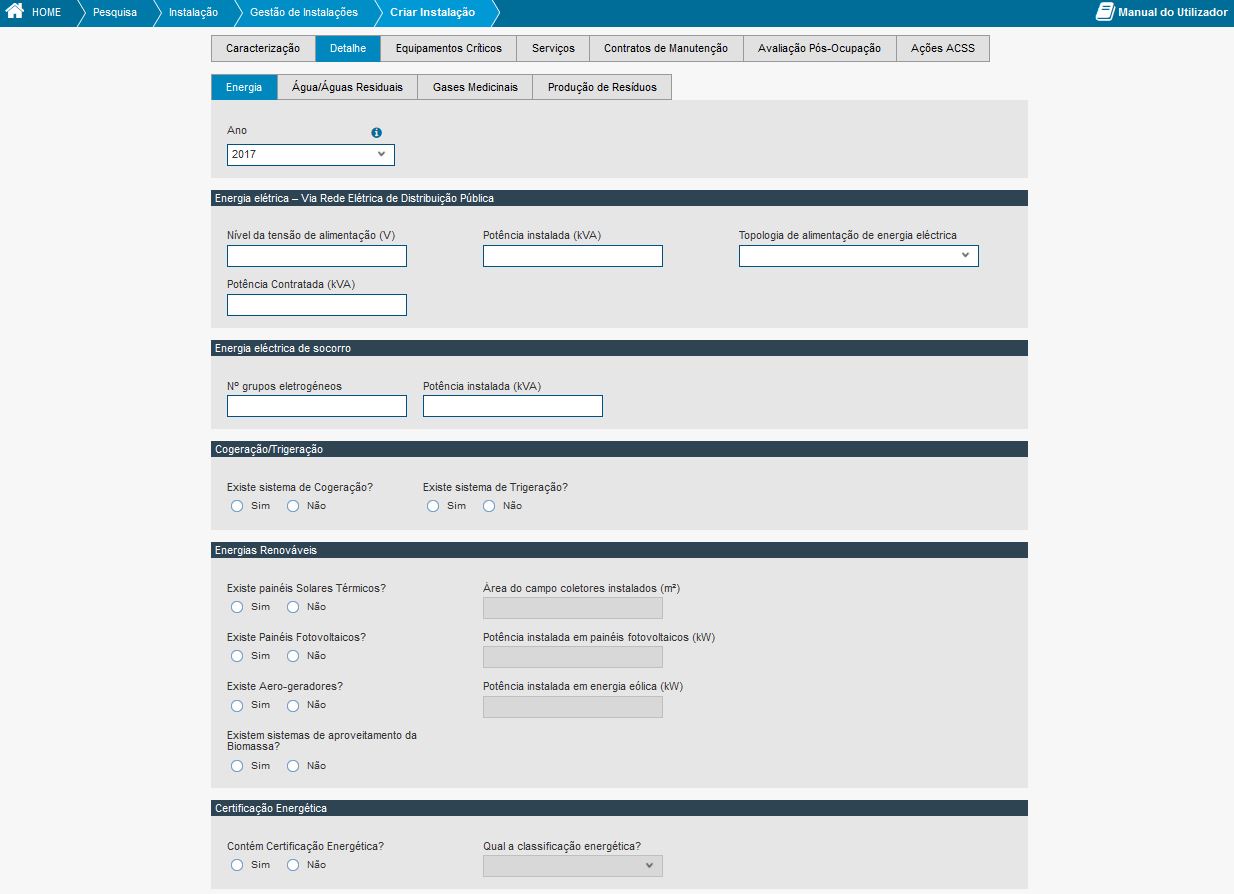 HOME Pesquisa Instalação Gestão de Instalações Criar Instalação Manual do Utilizador
Caracterização Detalhe Equipamentos Críticos Serviços Contratos de Manutenção Avaliação Pós-Ocupação Ações ACSS
Energia Água/Águas Residuais Gases Medicinais Produção de Resíduos
Ano
2017
Energia elétrica – Via Rede Elétrica de Distribuição Pública
Nível da tensão de alimentação (V) Potência instalada (kVA) Topologia de alimentação de energia eléctrica
Potência Contratada (kVA)
Energia eléctrica de socorro
Nº grupos eletrogéneos Potência instalada (kVA)
Cogeração/Trigeração
Existe sistema de Cogeração? Existe sistema de Trigeração?
Sim Não Sim Não
Energias Renováveis
Existe painéis Solares Térmicos? Área do campo coletores instalados (m²)
Sim Não
Existe Painéis Fotovoltaicos? Potência instalada em painéis fotovoltaicos (kW)
Sim Não
Existe Aero-geradores? Potência instalada em energia eólica (kW)
Sim Não
Existem sistemas de aproveitamento da
Biomassa?
Sim Não
Certificação Energética
Contém Certificação Energética? Qual a classificação energética?
Sim Não